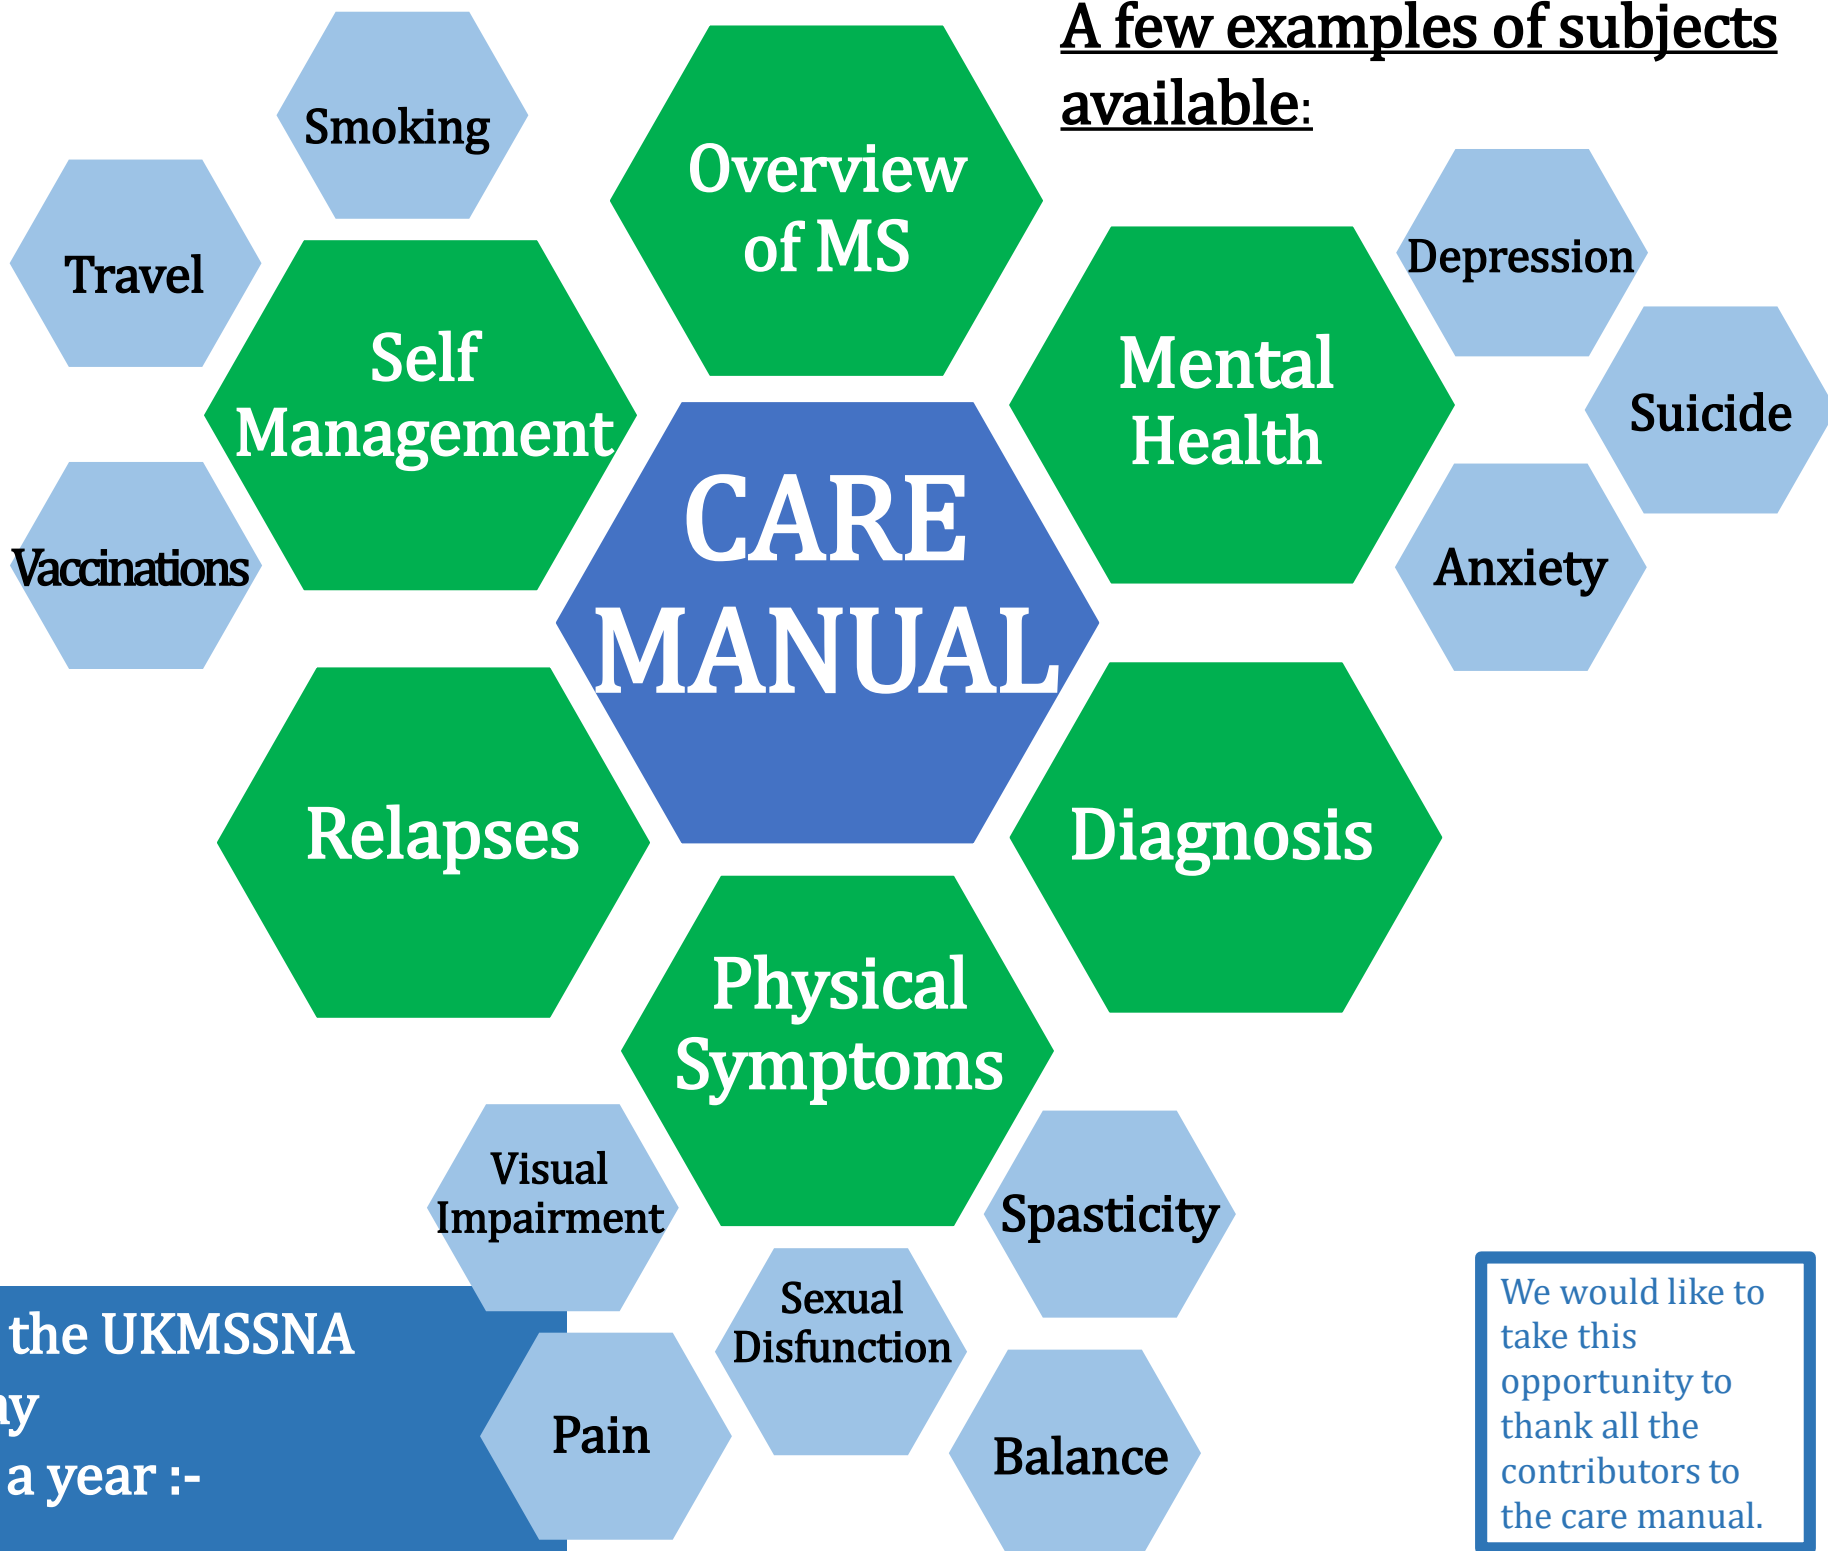 A few examples of subjects
available:
Smoking
Overview
of MS
Travel
Depression
Self
Management
Mental
Health
Suicide
CARE
MANUAL
Vaccinations
Anxiety
Relapses
Diagnosis
Physical
Symptoms
Visual
Impairment
Spasticity
Sexual
Disfunction
Pain
Balance
the UKMSSNA
a year :-
We would like to
take this
opportunity to
thank all the
contributors to
the care manual.